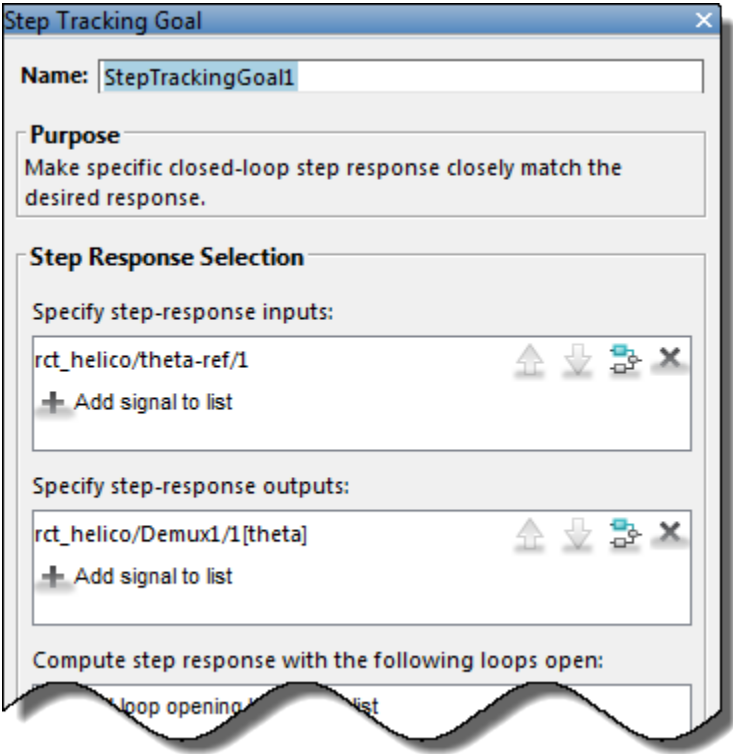 Step Tracking Goal
Name: StepTrackingGoal1
Purpose
Make specific closed-loop step response closely match the
desired response.
Step Response Selection
Specify step-response inputs:
rct_helico/theta-ref/1
Add signal to list
Specify step-response outputs:
rct_helico/Demux1/1[theta]
Add signal to list
Compute step response with the following loops open:
loop opening list